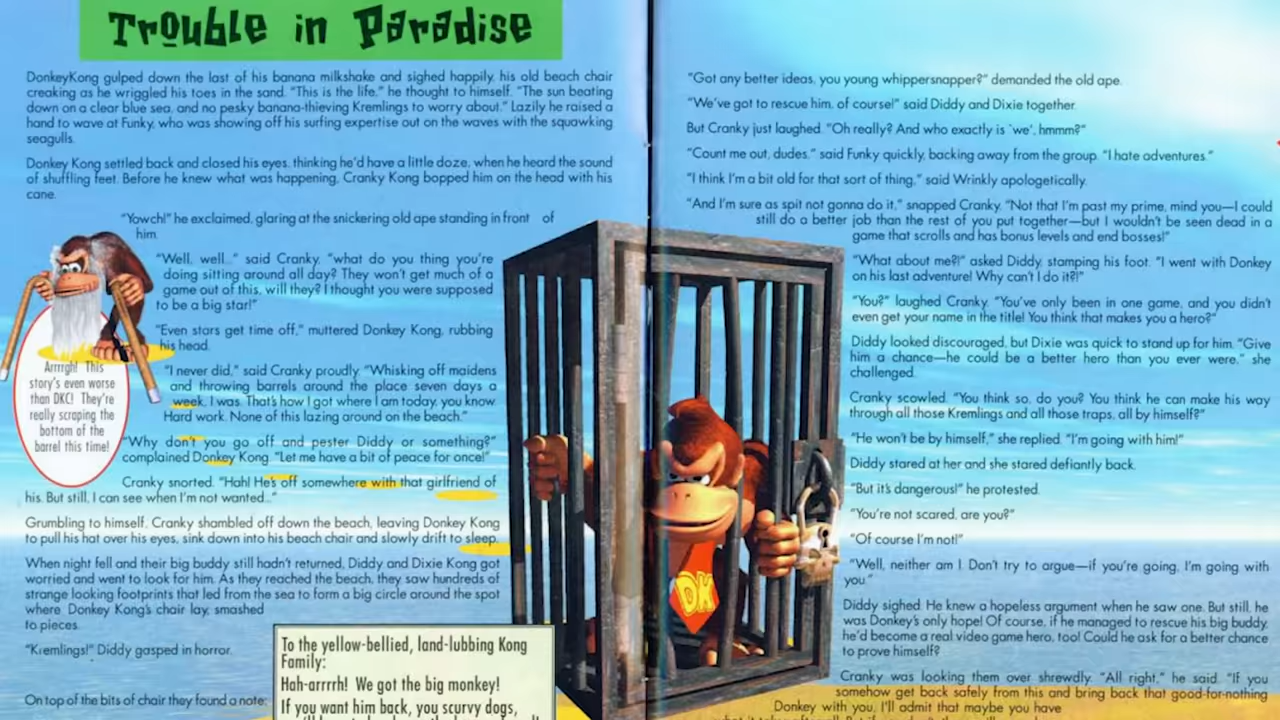 Trouble in Paradise
DonkeyKong gulped down the last of his banana milkshake and sighed happily, his old beach chair
creaking as he wriggled his toes in the sand. "This is the life," he thought to himself. "The sun beating
down on a clear blue sea, and no pesky banana-thieving Kremlings to worry about." Lazily he raised a
hand to wave at Funky, who was showing off his surfing expertise out on the waves with the squawking
seagulls.
Donkey Kong settled back and closed his eyes, thinking he'd have a little doze, when he heard the sound
of shuffling feet. Before he knew what was happening, Cranky Kong bopped him on the head with his
cane.
"Yowch!" he exclaimed, glaring at the snickering old ape standing in front of
him.
"Well, well..." said Cranky, "what do you thing you're
doing sitting around all day? They won't get much of a
game out of this, will they? I thought you were supposed
to be a big star!"
"Even stars get time off," muttered Donkey Kong, rubbing
his head.
"I never did," said Cranky proudly. "Whisking off maidens
and throwing barrels around the place seven days a
week, I was. That's how I got where I am today, you know.
Hard work. None of this lazing around on the beach."
"Why don't you go off and pester Diddy or something?"
complained Donkey Kong. "Let me have a bit of peace for once!"
Cranky snorted. "Hah! He's off somewhere with that girlfriend of
his. But still, I can see when I'm not wanted..."
Grumbling to himself, Cranky shambled off down the beach, leaving Donkey Kong
to pull his hat over his eyes, sink down into his beach chair and slowly drift to sleep.
When night fell and their big buddy still hadn't returned, Diddy and Dixie Kong got
worried and went to look for him. As they reached the beach, they saw hundreds of
strange looking footprints that led from the sea to form a big circle around the spot
where. Donkey Kong's chair lay, smashed
to pieces.
"Kremlings!" Diddy gasped in horror.
On top of the bits of chair they found a note:
Arrrrgh! This
story's even worse
than DKC! They're
really scraping the
bottom of the
barrel this time!
To the yellow-bellied, land-lubbing Kong
Family:
Hah-arrrrh! We got the big monkey!
If you want him back, you scurvy dogs,
DK
"Got any better ideas, you young whippersnapper?" demanded the old ape.
"We've got to rescue him, of course!" said Diddy and Dixie together.
But Cranky just laughed. "Oh really? And who exactly is 'we', hmmm?"
"Count me out, dudes," said Funky quickly, backing away from the group. "I hate adventures."
"I think I'm a bit old for that sort of thing," said Wrinkly apologetically.
"And I'm sure as spit not gonna do it," snapped Cranky. "Not that I'm past my prime, mind you—I could
still do a better job than the rest of you put together—but I wouldn't be seen dead in a
game that scrolls and has bonus levels and end bosses!"
"What about me?!" asked Diddy, stamping his foot. "I went with Donkey
on his last adventure! Why can't I do it?!"
"You?" laughed Cranky. "You've only been in one game, and you didn't
even get your name in the title! You think that makes you a hero?"
Diddy looked discouraged, but Dixie was quick to stand up for him. "Give
him a chance—he could be a better hero than you ever were," she
challenged.
Cranky scowled. "You think so, do you? You think he can make his way
through all those Kremlings and all those traps, all by himself?"
"He won't be by himself," she replied. "I'm going with him!"
Diddy stared at her and she stared defiantly back.
"But it's dangerous!" he protested.
"You're not scared, are you?"
"Of course I'm not!"
"Well, neither am I. Don't try to argue—if you're going, I'm going with
you."
Diddy sighed. He knew a hopeless argument when he saw one. But still, he
was Donkey's only hope! Of course, if he managed to rescue his big buddy,
he'd become a real video game hero, too! Could he ask for a better chance
to prove himself?
Cranky was looking them over shrewdly. "All right," he said. "If you
somehow get back safely from this and bring back that good-for-nothing
Donkey with you, I'll admit that maybe you have